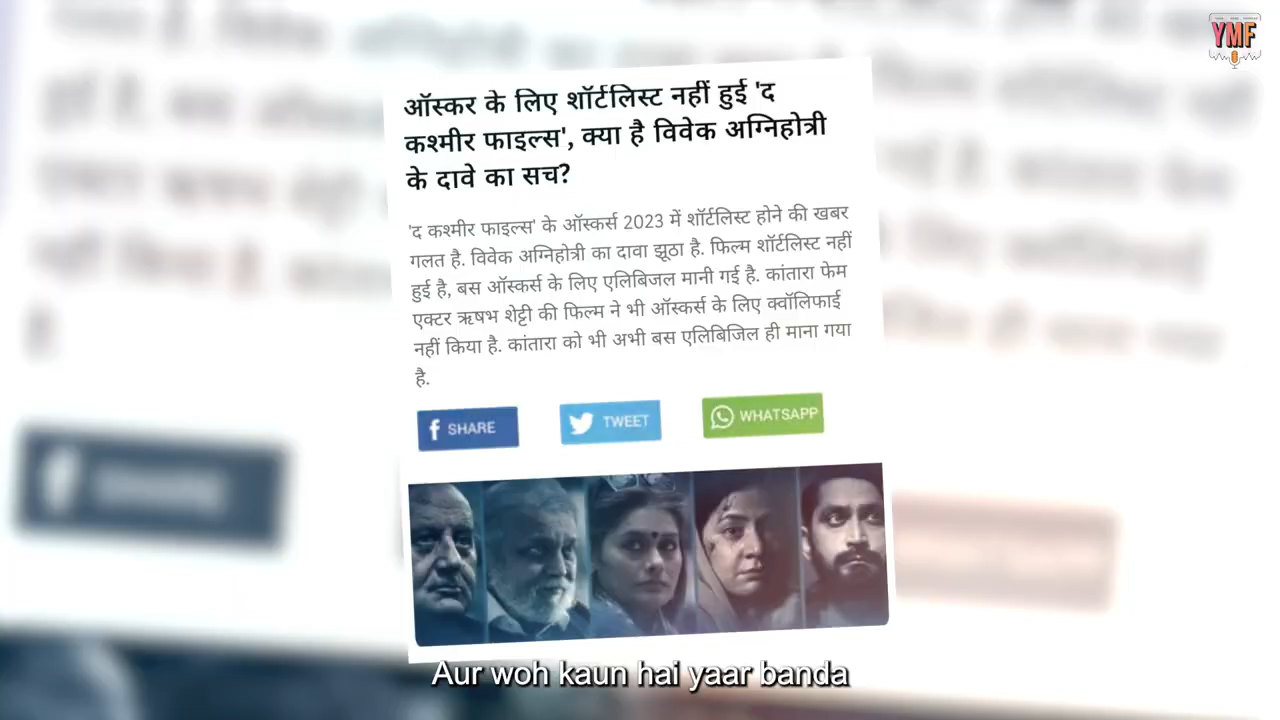 YMF
ऑस्कर के लिए शॉर्टलिस्ट नहीं हुई 'द
कश्मीर फाइल्स', क्या है विवेक अग्निहोत्री
के दावे का सच?
'द कश्मीर फाइल्स' के ऑस्कर्स 2023 में शॉर्टलिस्ट होने की खबर
गलत है. विवेक अग्निहोत्री का दावा झूठा है. फिल्म शॉर्टलिस्ट नहीं
हुई है, बस ऑस्कर्स के लिए एलिबिजल मानी गई है. कांतारा फेम
एक्टर ऋषभ शेट्टी की फिल्म ने भी ऑस्कर्स के लिए क्वॉलिफाई
नहीं किया है. कांतारा को भी अभी बस एलिबिजिल ही माना गया
है.
SHARE
TWEET
WHATSAPP
Aur woh kaun hai yaar banda